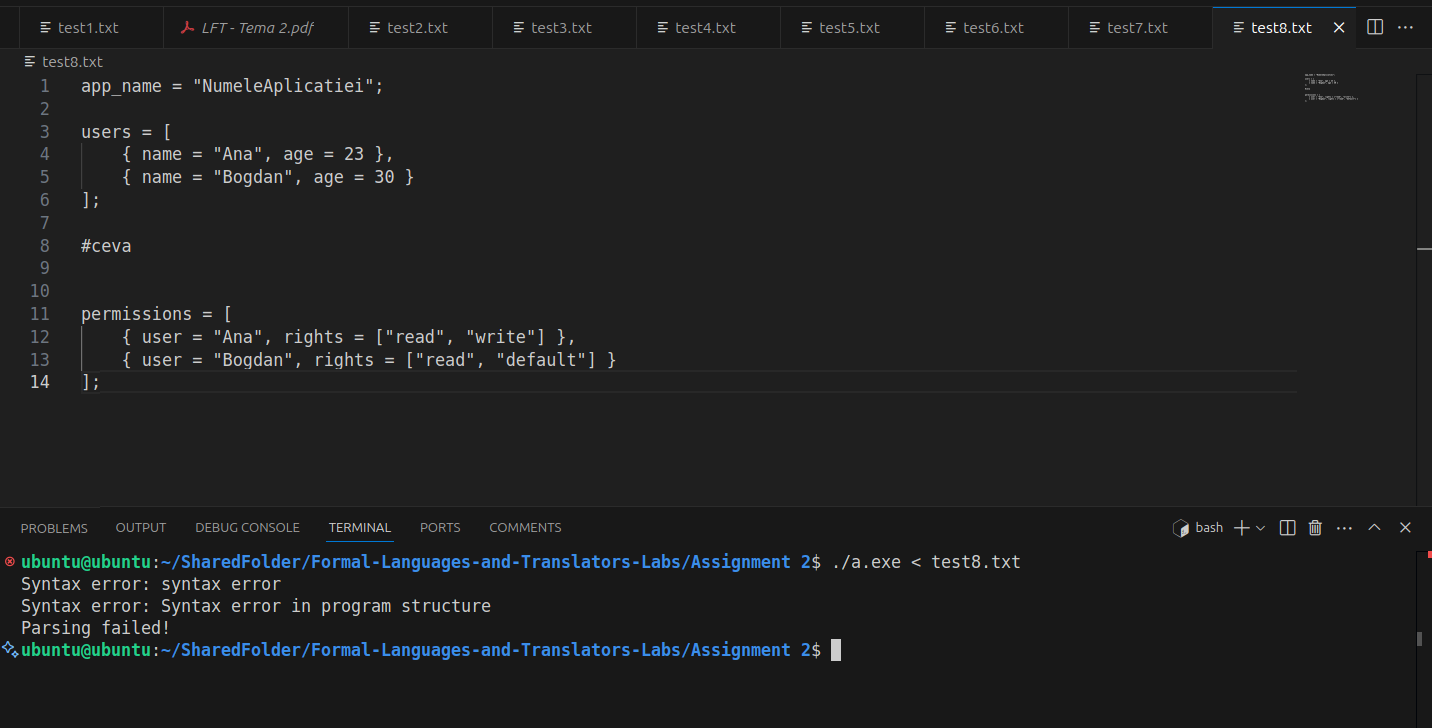 test1.txt LFT - Tema 2.pdf test2.txt test3.txt test4.txt test5.txt test6.txt test7.txt test8.txt
test8.txt
1 app_name = "NumeleAplicatiei";
2
3 users = [
4     { name = "Ana", age = 23 },
5     { name = "Bogdan", age = 30 }
6 ];
7
8 #ceva
9
10
11 permissions = [
12     { user = "Ana", rights = ["read", "write"] },
13     { user = "Bogdan", rights = ["read", "default"] }
14 ];
PROBLEMS OUTPUT DEBUG CONSOLE TERMINAL PORTS COMMENTS bash
ubuntu@ubuntu:~/SharedFolder/Formal-Languages-and-Translators-Labs/Assignment 2$ ./a.exe < test8.txt
Syntax error: syntax error
Syntax error: Syntax error in program structure
Parsing failed!
ubuntu@ubuntu:~/SharedFolder/Formal-Languages-and-Translators-Labs/Assignment 2$